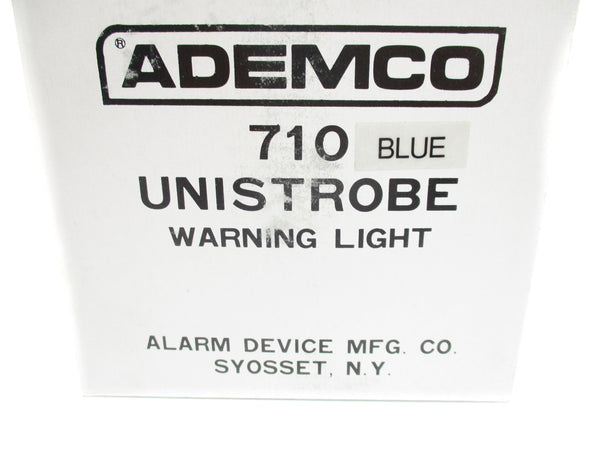 ® ADEMCO
710 BLUE
UNISTROBE
WARNING LIGHT
ALARM DEVICE MFG. CO.
SYOSSET, N.Y.